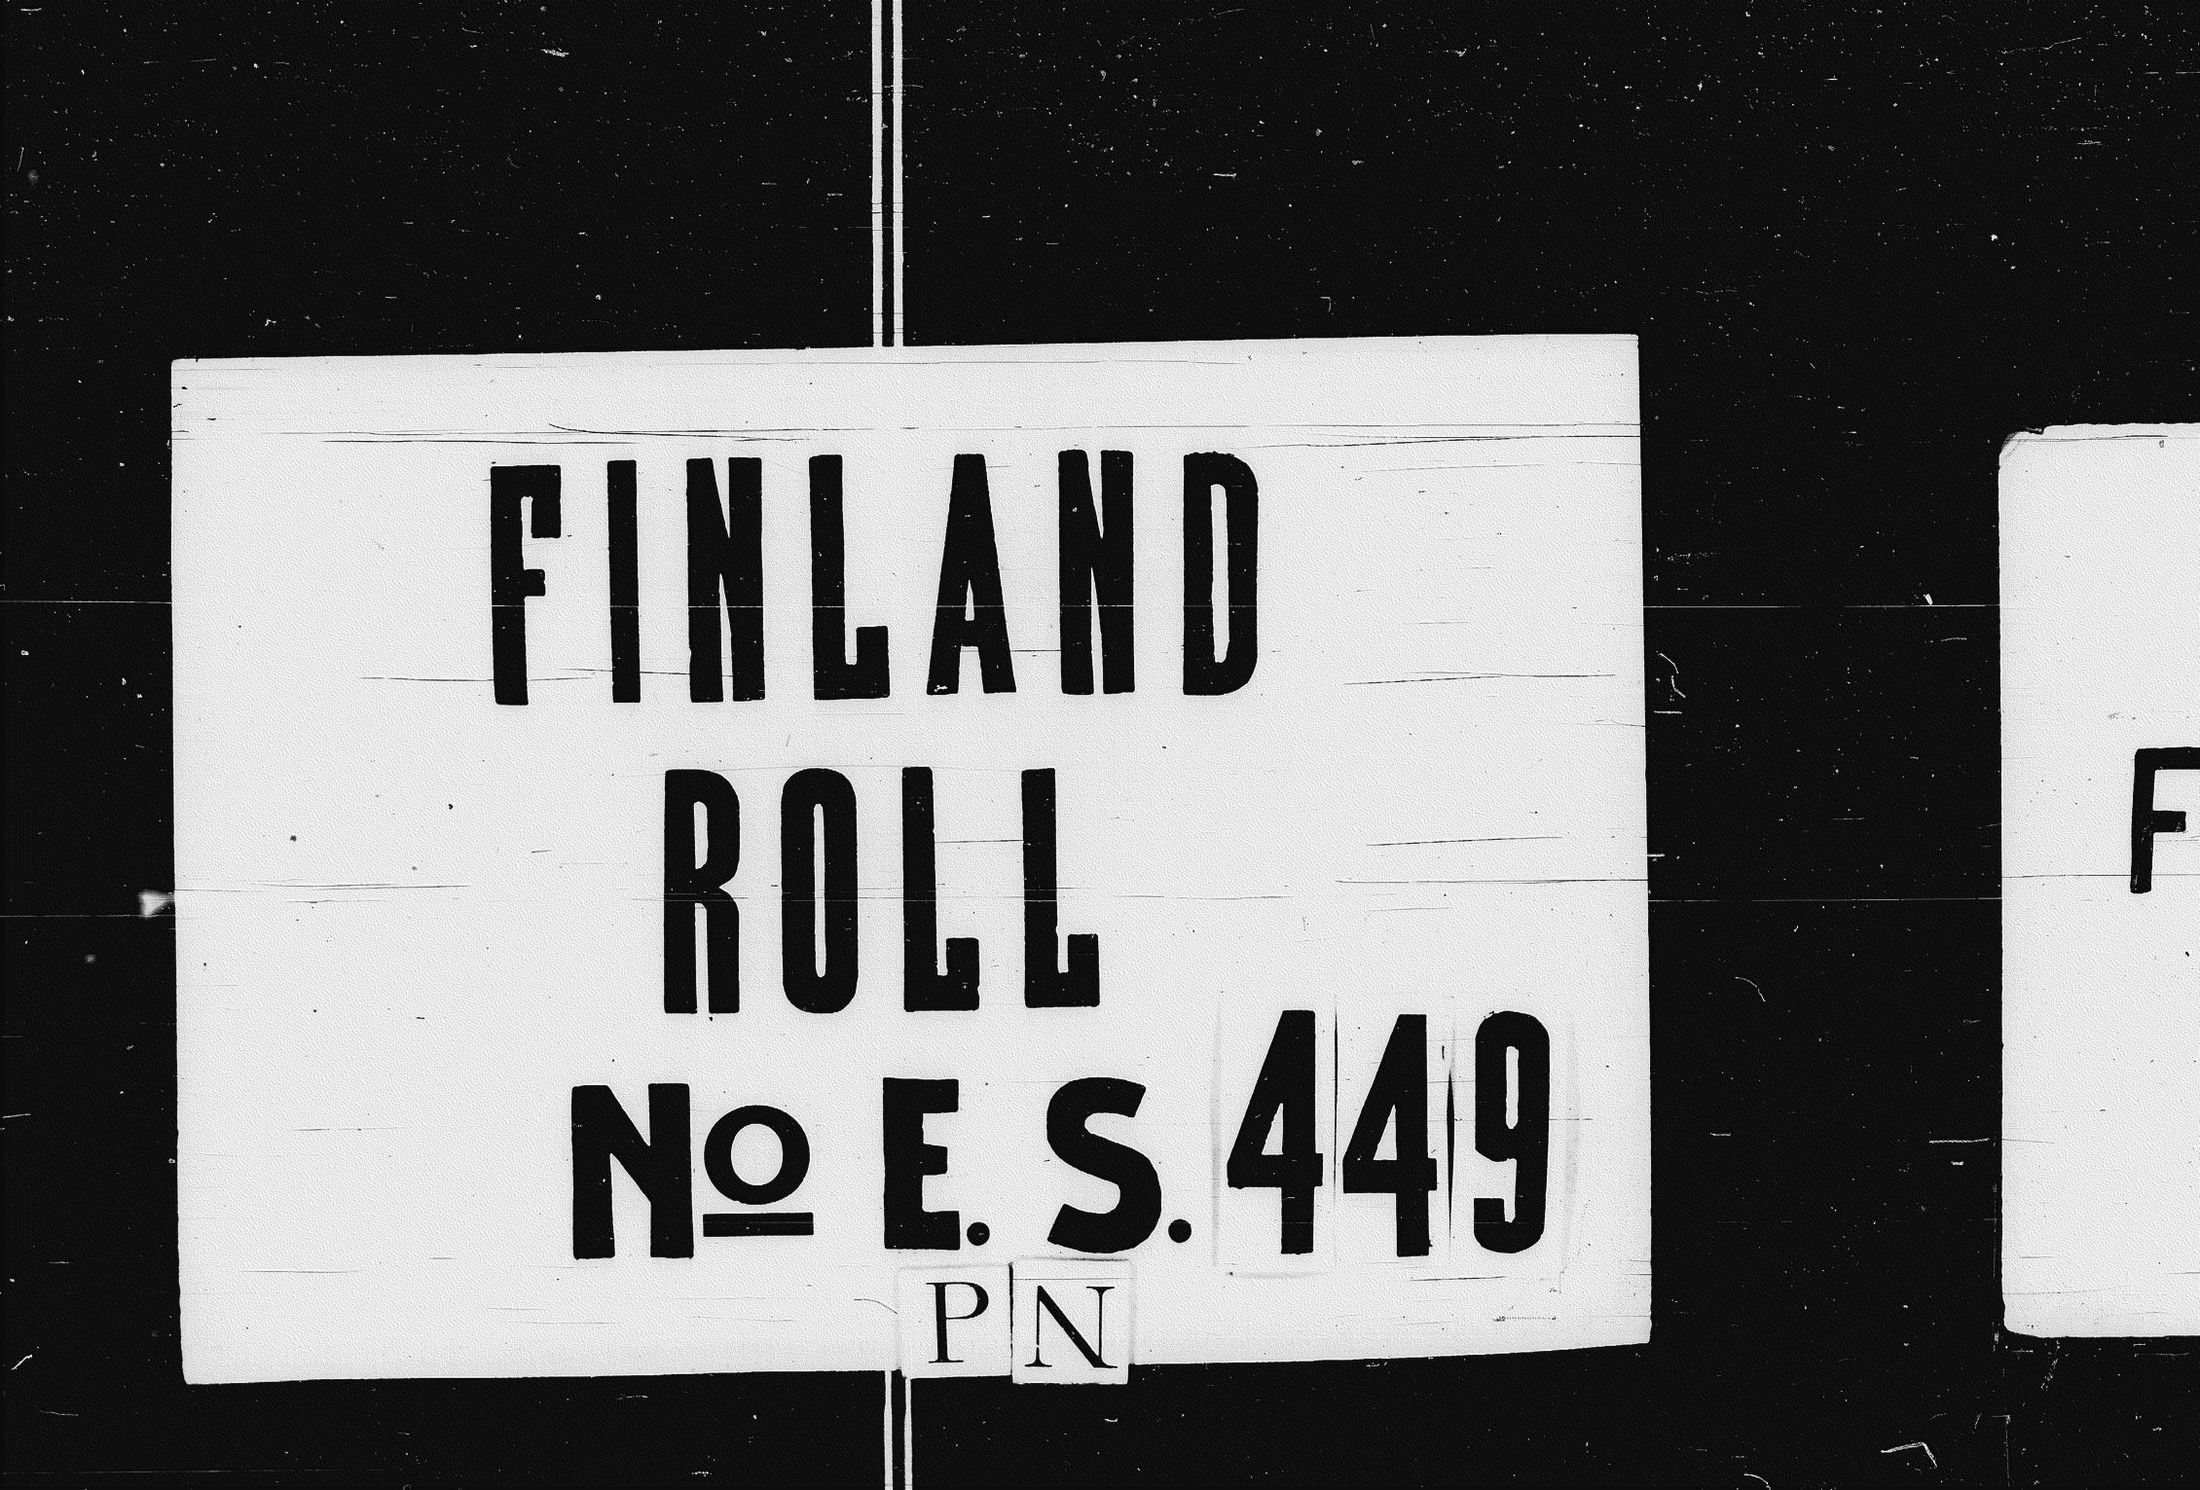 FINLAND
ROLL
No E. S. 449
PN
F